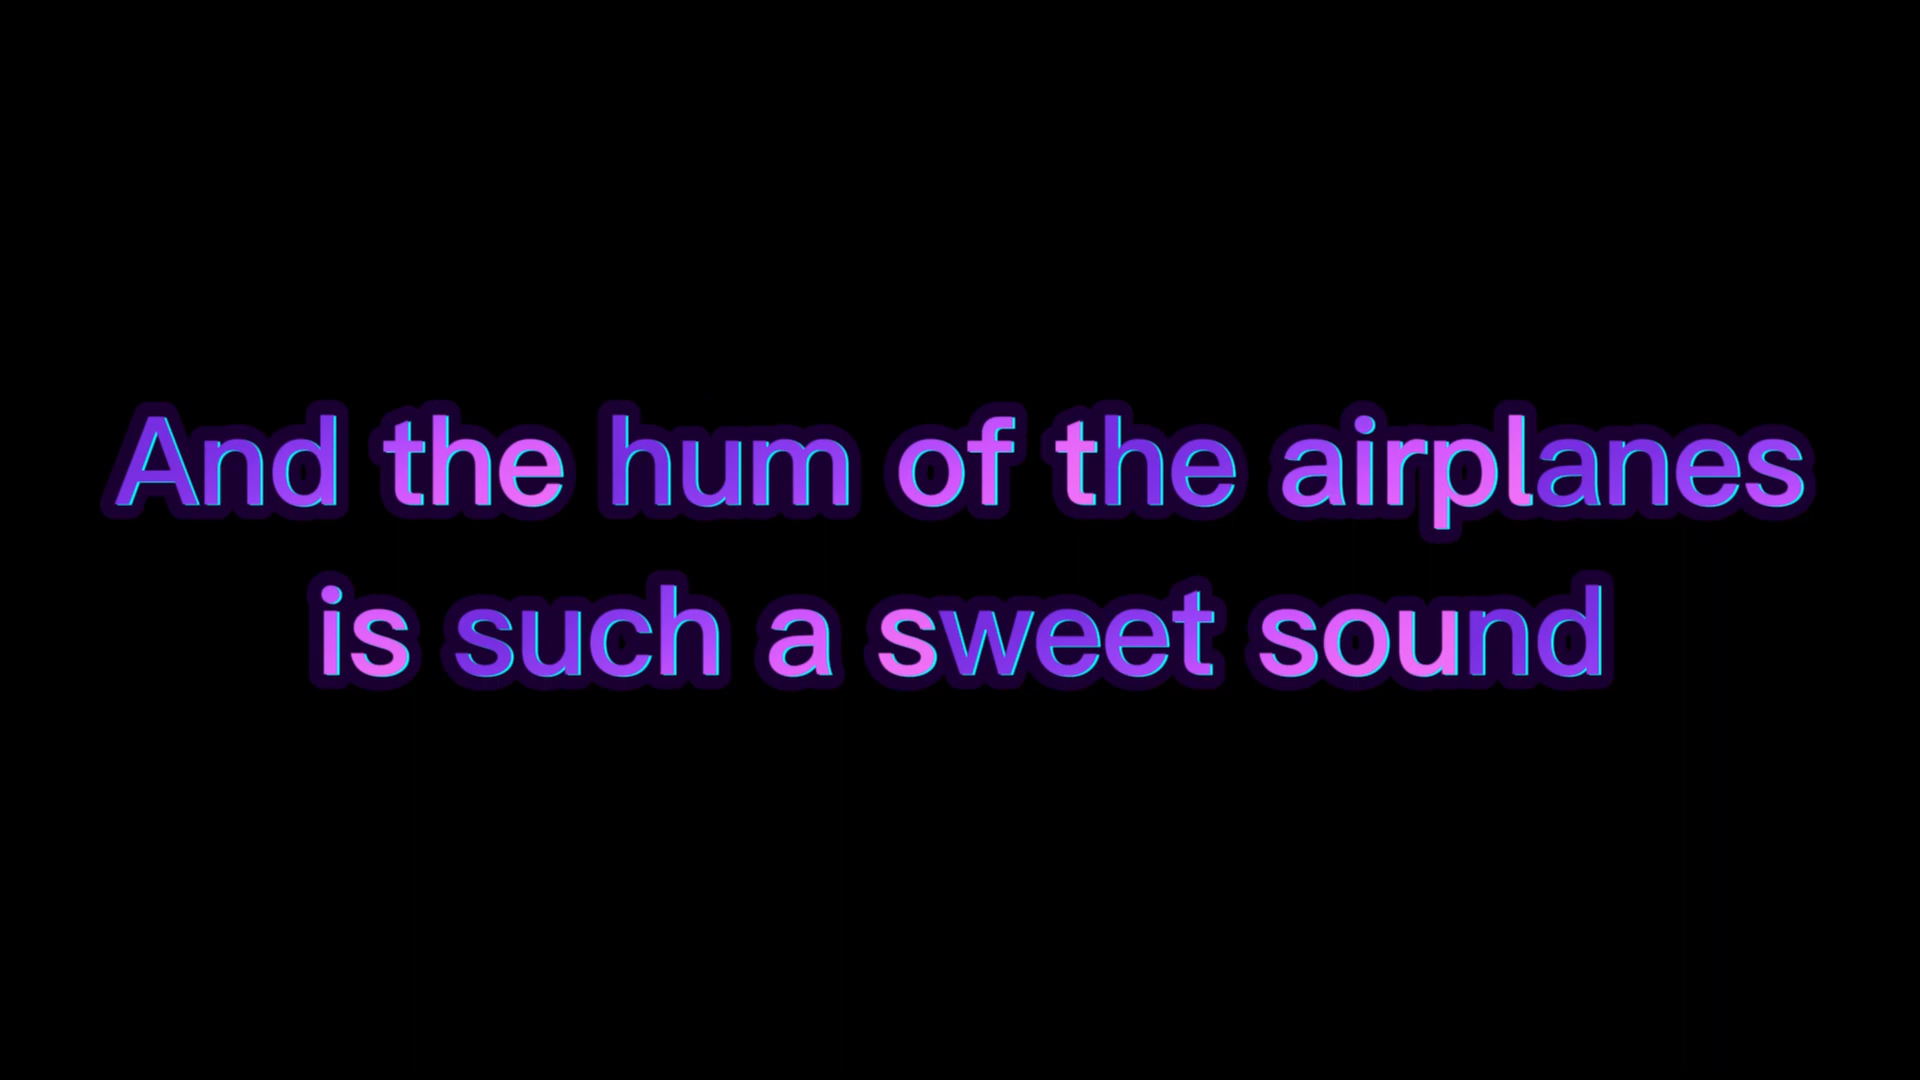 And the hum of the airplanes
is such a sweet sound